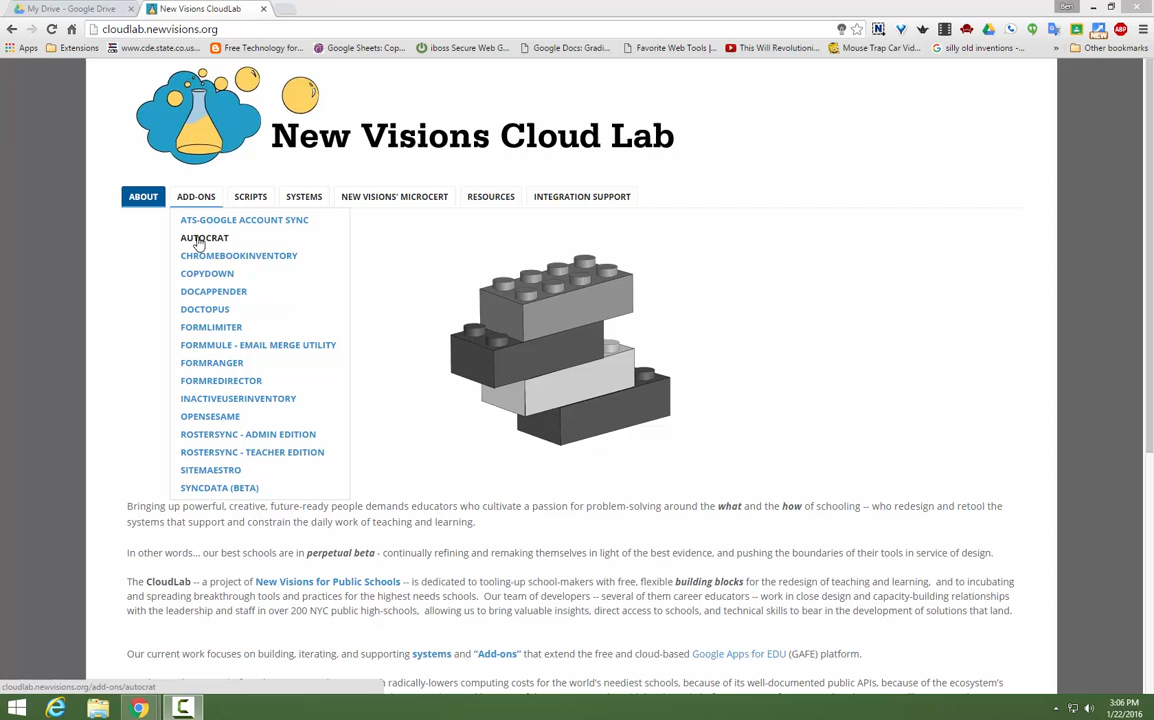 My Drive - Google Drive
New Visions CloudLab
Ben
cloudlab.newvisions.org
Apps
Extensions
www.cde.state.co.us...
Free Technology for...
Google Sheets: Cop...
iboss Secure Web G...
Google Docs: Gradi...
Favorite Web Tools |...
This Will Revolutioni...
Mouse Trap Car Vid...
silly old inventions -...
Other bookmarks
New Visions Cloud Lab
ABOUT
ADD-ONS
SCRIPTS
SYSTEMS
NEW VISIONS' MICROCERT
RESOURCES
INTEGRATION SUPPORT
ATS-GOOGLE ACCOUNT SYNC
AUTOCRAT
CHROMEBOOKINVENTORY
COPYDOWN
DOCAPPENDER
DOCTOPUS
FORMLIMITER
FORMMULE - EMAIL MERGE UTILITY
FORMRANGER
FORMREDIRECTOR
INACTIVEUSERINVENTORY
OPENSESAME
ROSTERSYNC - ADMIN EDITION
ROSTERSYNC - TEACHER EDITION
SITEMAESTRO
SYNCDATA (BETA)
Bringing up powerful, creative, future-ready people demands educators who cultivate a passion for problem-solving around the what and the how of schooling -- who redesign and retool the
systems that support and constrain the daily work of teaching and learning.
In other words... our best schools are in perpetual beta - continually refining and remaking themselves in light of the best evidence, and pushing the boundaries of their tools in service of design.
The CloudLab -- a project of New Visions for Public Schools -- is dedicated to tooling-up school-makers with free, flexible building blocks for the redesign of teaching and learning, and to incubating
and spreading breakthrough tools and practices for the highest needs schools. Our team of developers -- several of them career educators -- work in close design and capacity-building relationships
with the leadership and staff in over 200 NYC public high-schools, allowing us to bring valuable insights, direct access to schools, and technical skills to bear in the development of solutions that land.
Our current work focuses on building, iterating, and supporting systems and "Add-ons" that extend the free and cloud-based Google Apps for EDU (GAFE) platform.
radically-lowers computing costs for the world's neediest schools, because of its well-documented public APIs, because of the ecosystem's
cloudlab.newvisions.org/add-ons/autocrat
3:06 PM
1/22/2016